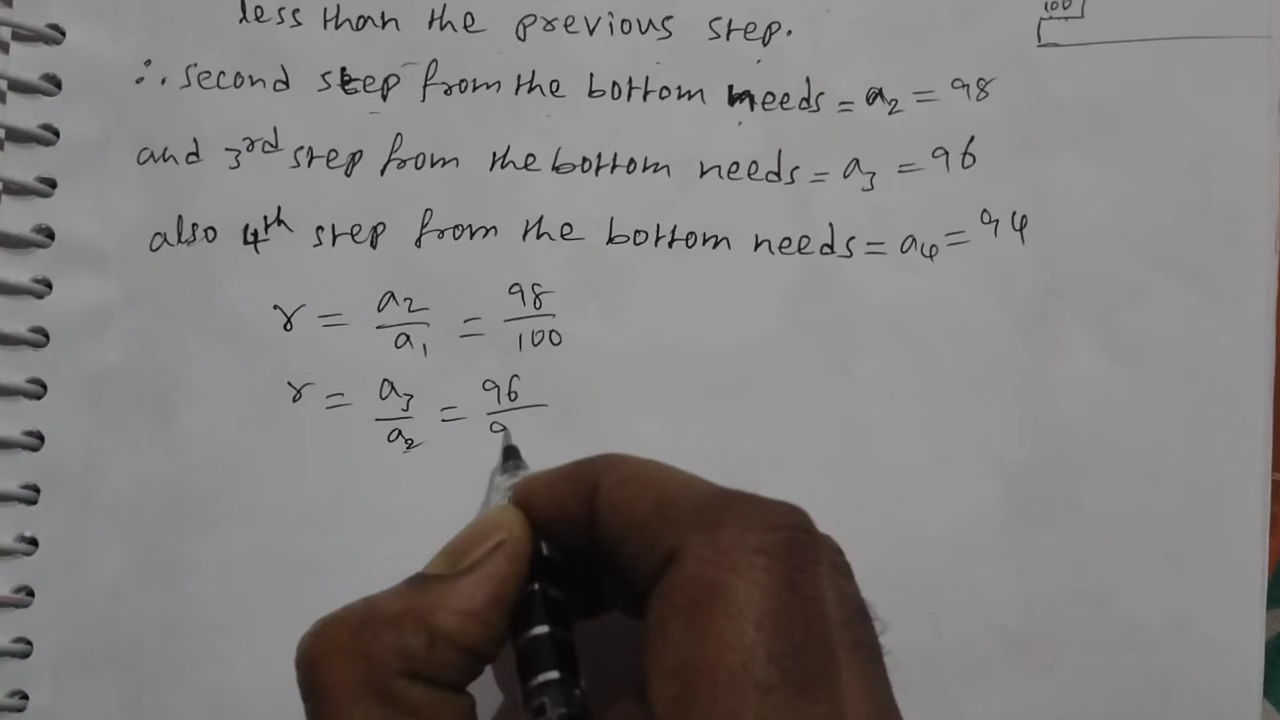 100
less than the previous step.
∴ second step from the bottom needs = a₂ = 98
and 3rd step from the bottom needs = a₃ = 96
also 4th step from the bottom needs = a₄ = 94
r = a₂/a₁ = 98/100
r = a₃/a₂ = 96/9